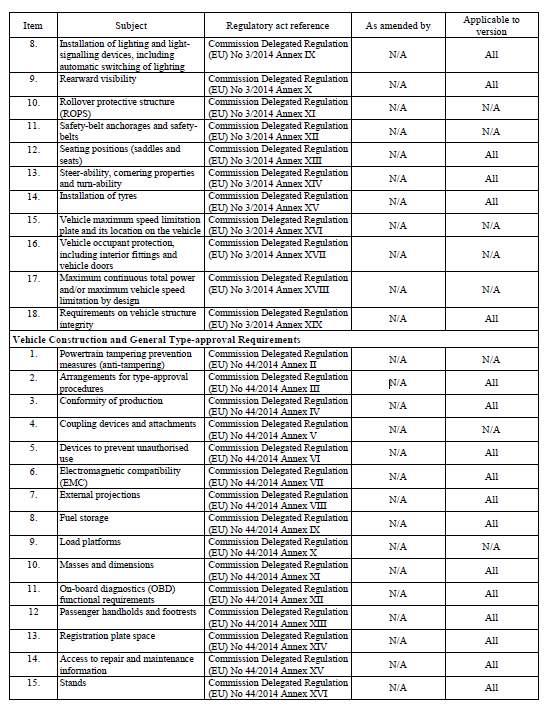 Item Subject Regulatory act reference As amended by Applicable to version
8. Installation of lighting and light-signalling devices, including automatic switching of lighting Commission Delegated Regulation (EU) No 3/2014 Annex IX N/A All
9. Rearward visibility Commission Delegated Regulation (EU) No 3/2014 Annex X N/A All
10. Rollover protective structure (ROPS) Commission Delegated Regulation (EU) No 3/2014 Annex XI N/A N/A
11. Safety-belt anchorages and safety-belts Commission Delegated Regulation (EU) No 3/2014 Annex XII N/A N/A
12. Seating positions (saddles and seats) Commission Delegated Regulation (EU) No 3/2014 Annex XIII N/A All
13. Steer-ability, cornering properties and turn-ability Commission Delegated Regulation (EU) No 3/2014 Annex XIV N/A All
14. Installation of tyres Commission Delegated Regulation (EU) No 3/2014 Annex XV N/A All
15. Vehicle maximum speed limitation plate and its location on the vehicle Commission Delegated Regulation (EU) No 3/2014 Annex XVI N/A N/A
16. Vehicle occupant protection, including interior fittings and vehicle doors Commission Delegated Regulation (EU) No 3/2014 Annex XVII N/A N/A
17. Maximum continuous total power and/or maximum vehicle speed limitation by design Commission Delegated Regulation (EU) No 3/2014 Annex XVIII N/A N/A
18. Requirements on vehicle structure integrity Commission Delegated Regulation (EU) No 3/2014 Annex XIX N/A All
Vehicle Construction and General Type-approval Requirements
1. Powertrain tampering prevention measures (anti-tampering) Commission Delegated Regulation (EU) No 44/2014 Annex II N/A N/A
2. Arrangements for type-approval procedures Commission Delegated Regulation (EU) No 44/2014 Annex III N/A All
3. Conformity of production Commission Delegated Regulation (EU) No 44/2014 Annex IV N/A All
4. Coupling devices and attachments Commission Delegated Regulation (EU) No 44/2014 Annex V N/A N/A
5. Devices to prevent unauthorised use Commission Delegated Regulation (EU) No 44/2014 Annex VI N/A All
6. Electromagnetic compatibility (EMC) Commission Delegated Regulation (EU) No 44/2014 Annex VII N/A All
7. External projections Commission Delegated Regulation (EU) No 44/2014 Annex VIII N/A All
8. Fuel storage Commission Delegated Regulation (EU) No 44/2014 Annex IX N/A All
9. Load platforms Commission Delegated Regulation (EU) No 44/2014 Annex X N/A N/A
10. Masses and dimensions Commission Delegated Regulation (EU) No 44/2014 Annex XI N/A All
11. On-board diagnostics (OBD) functional requirements Commission Delegated Regulation (EU) No 44/2014 Annex XII N/A All
12 Passenger handholds and footrests Commission Delegated Regulation (EU) No 44/2014 Annex XIII N/A All
13. Registration plate space Commission Delegated Regulation (EU) No 44/2014 Annex XIV N/A All
14. Access to repair and maintenance information Commission Delegated Regulation (EU) No 44/2014 Annex XV N/A All
15. Stands Commission Delegated Regulation (EU) No 44/2014 Annex XVI N/A All